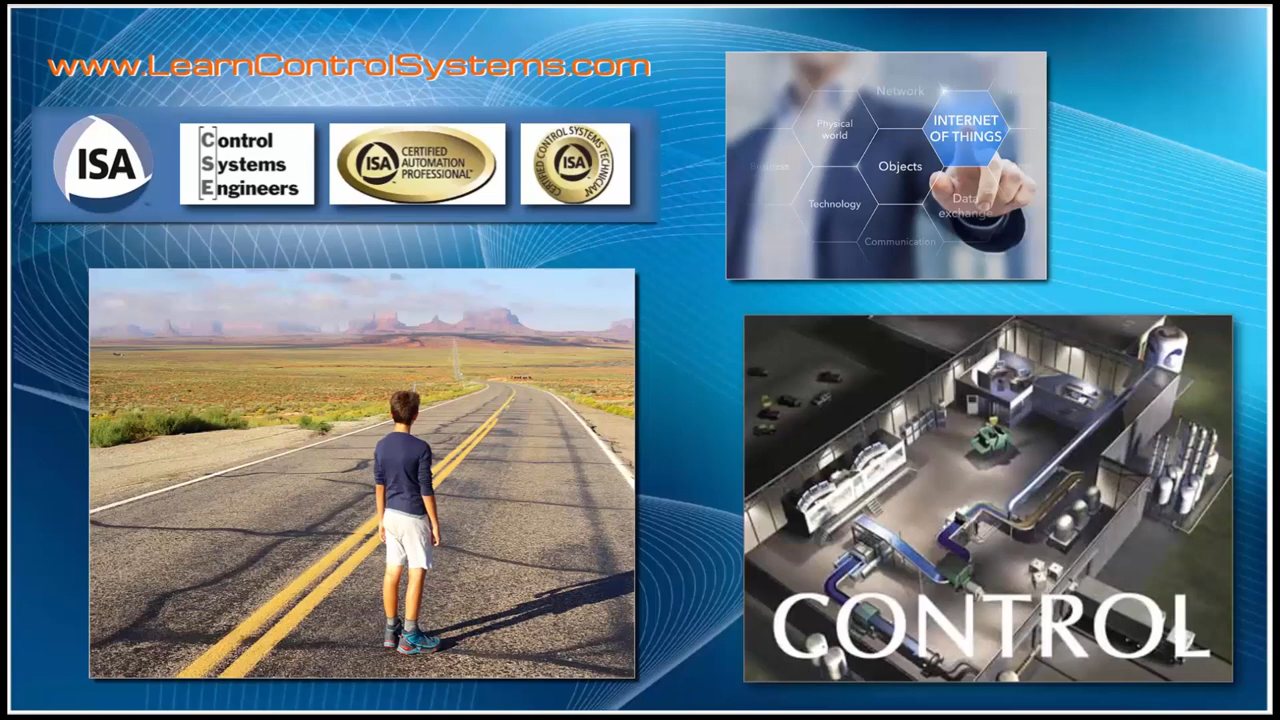 www.LearnControlSystems.com
ISA
Control
Systems
Engineers
ISA
CERTIFIED
AUTOMATION
PROFESSIONAL™
CERTIFIED CONTROL SYSTEMS TECHNICIAN
ISA
Network
Physical
world
INTERNET
OF THINGS
Business
Objects
Technology
Data
exchange
Communication
CONTROL